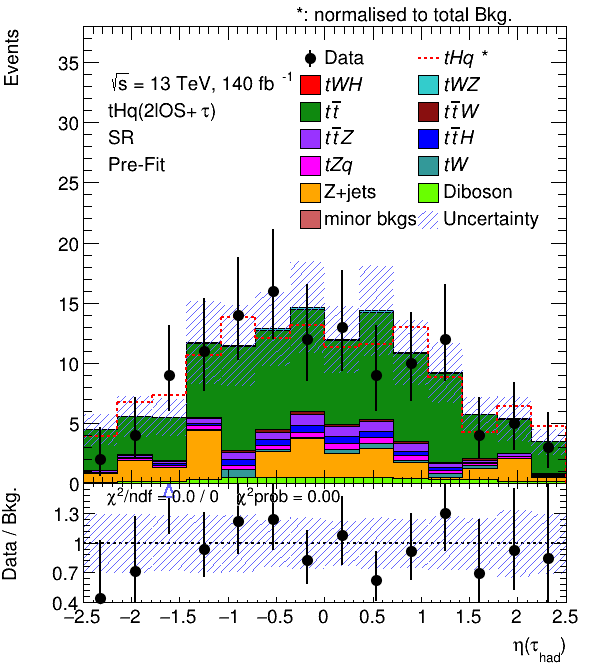 *: normalised to total Bkg.
Events
√s = 13 TeV, 140 fb⁻¹
tHq(2lOS+ τ)
SR
Pre-Fit
Data
tHq *
tWH
tWZ
tt̅
tt̅W
tt̅Z
tt̅H
tZq
tW
Z+jets
Diboson
minor bkgs
Uncertainty
35
30
25
20
15
10
5
0
χ²/ndf = 0.0 / 0 χ²prob = 0.00
Data / Bkg.
1.3
1
0.7
0.4
−2.5 −2 −1.5 −1 −0.5 0 0.5 1 1.5 2 2.5
η(τ_had)